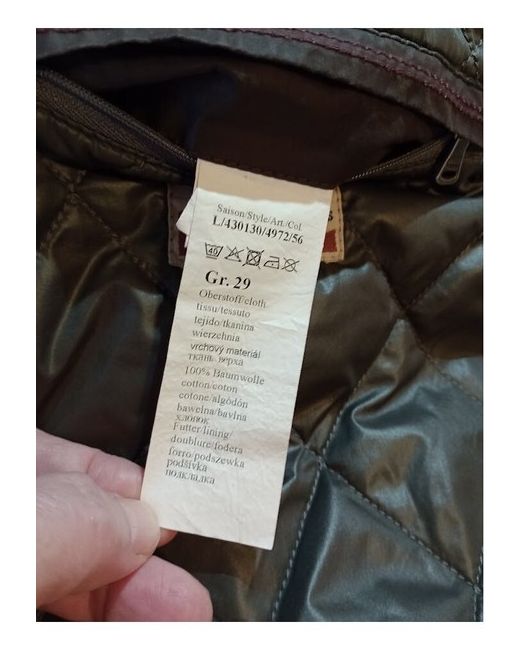 Saison/Style/Art./Col.
L/430130/4972/56
40
Gr. 29
Oberstoff/cloth
tissu/tessuto
tejido/tkanina
wierzchnia
vrchový materiál
ткань верха
100% Baumwolle
cotton/coton
cotone/algodón
bawełna/bavlna
хлопок
Futter/lining/
doublure/fodera
forro/podszewka
podšívka
подкладка